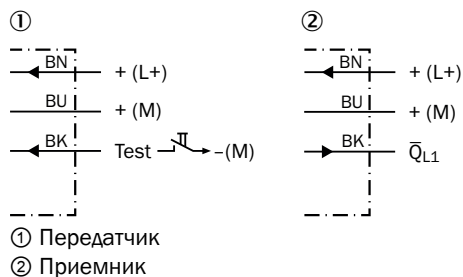 ① ②
BN + (L+) BN + (L+)
BU + (M) BU + (M)
BK Test –(M) BK Q̅L1
① Передатчик
② Приемник